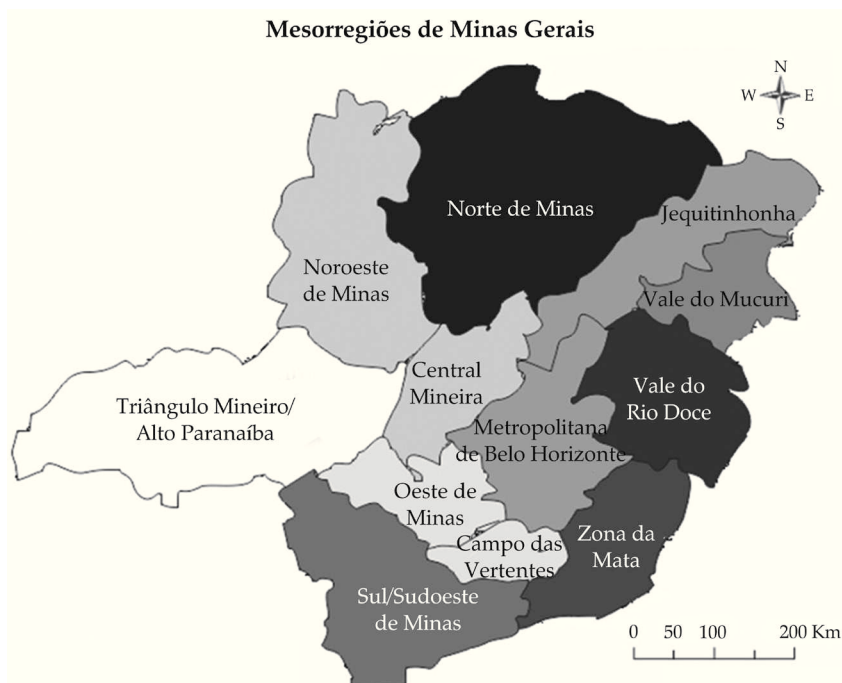 Mesorregiões de Minas Gerais
N
W E
S
Norte de Minas
Jequitinhonha
Noroeste
de Minas
Vale do Mucuri
Central
Mineira
Vale do
Rio Doce
Triângulo Mineiro/
Alto Paranaíba
Metropolitana
de Belo Horizonte
Oeste de
Minas
Zona da
Mata
Campo das
Vertentes
Sul/Sudoeste
de Minas
0 50 100 200 Km